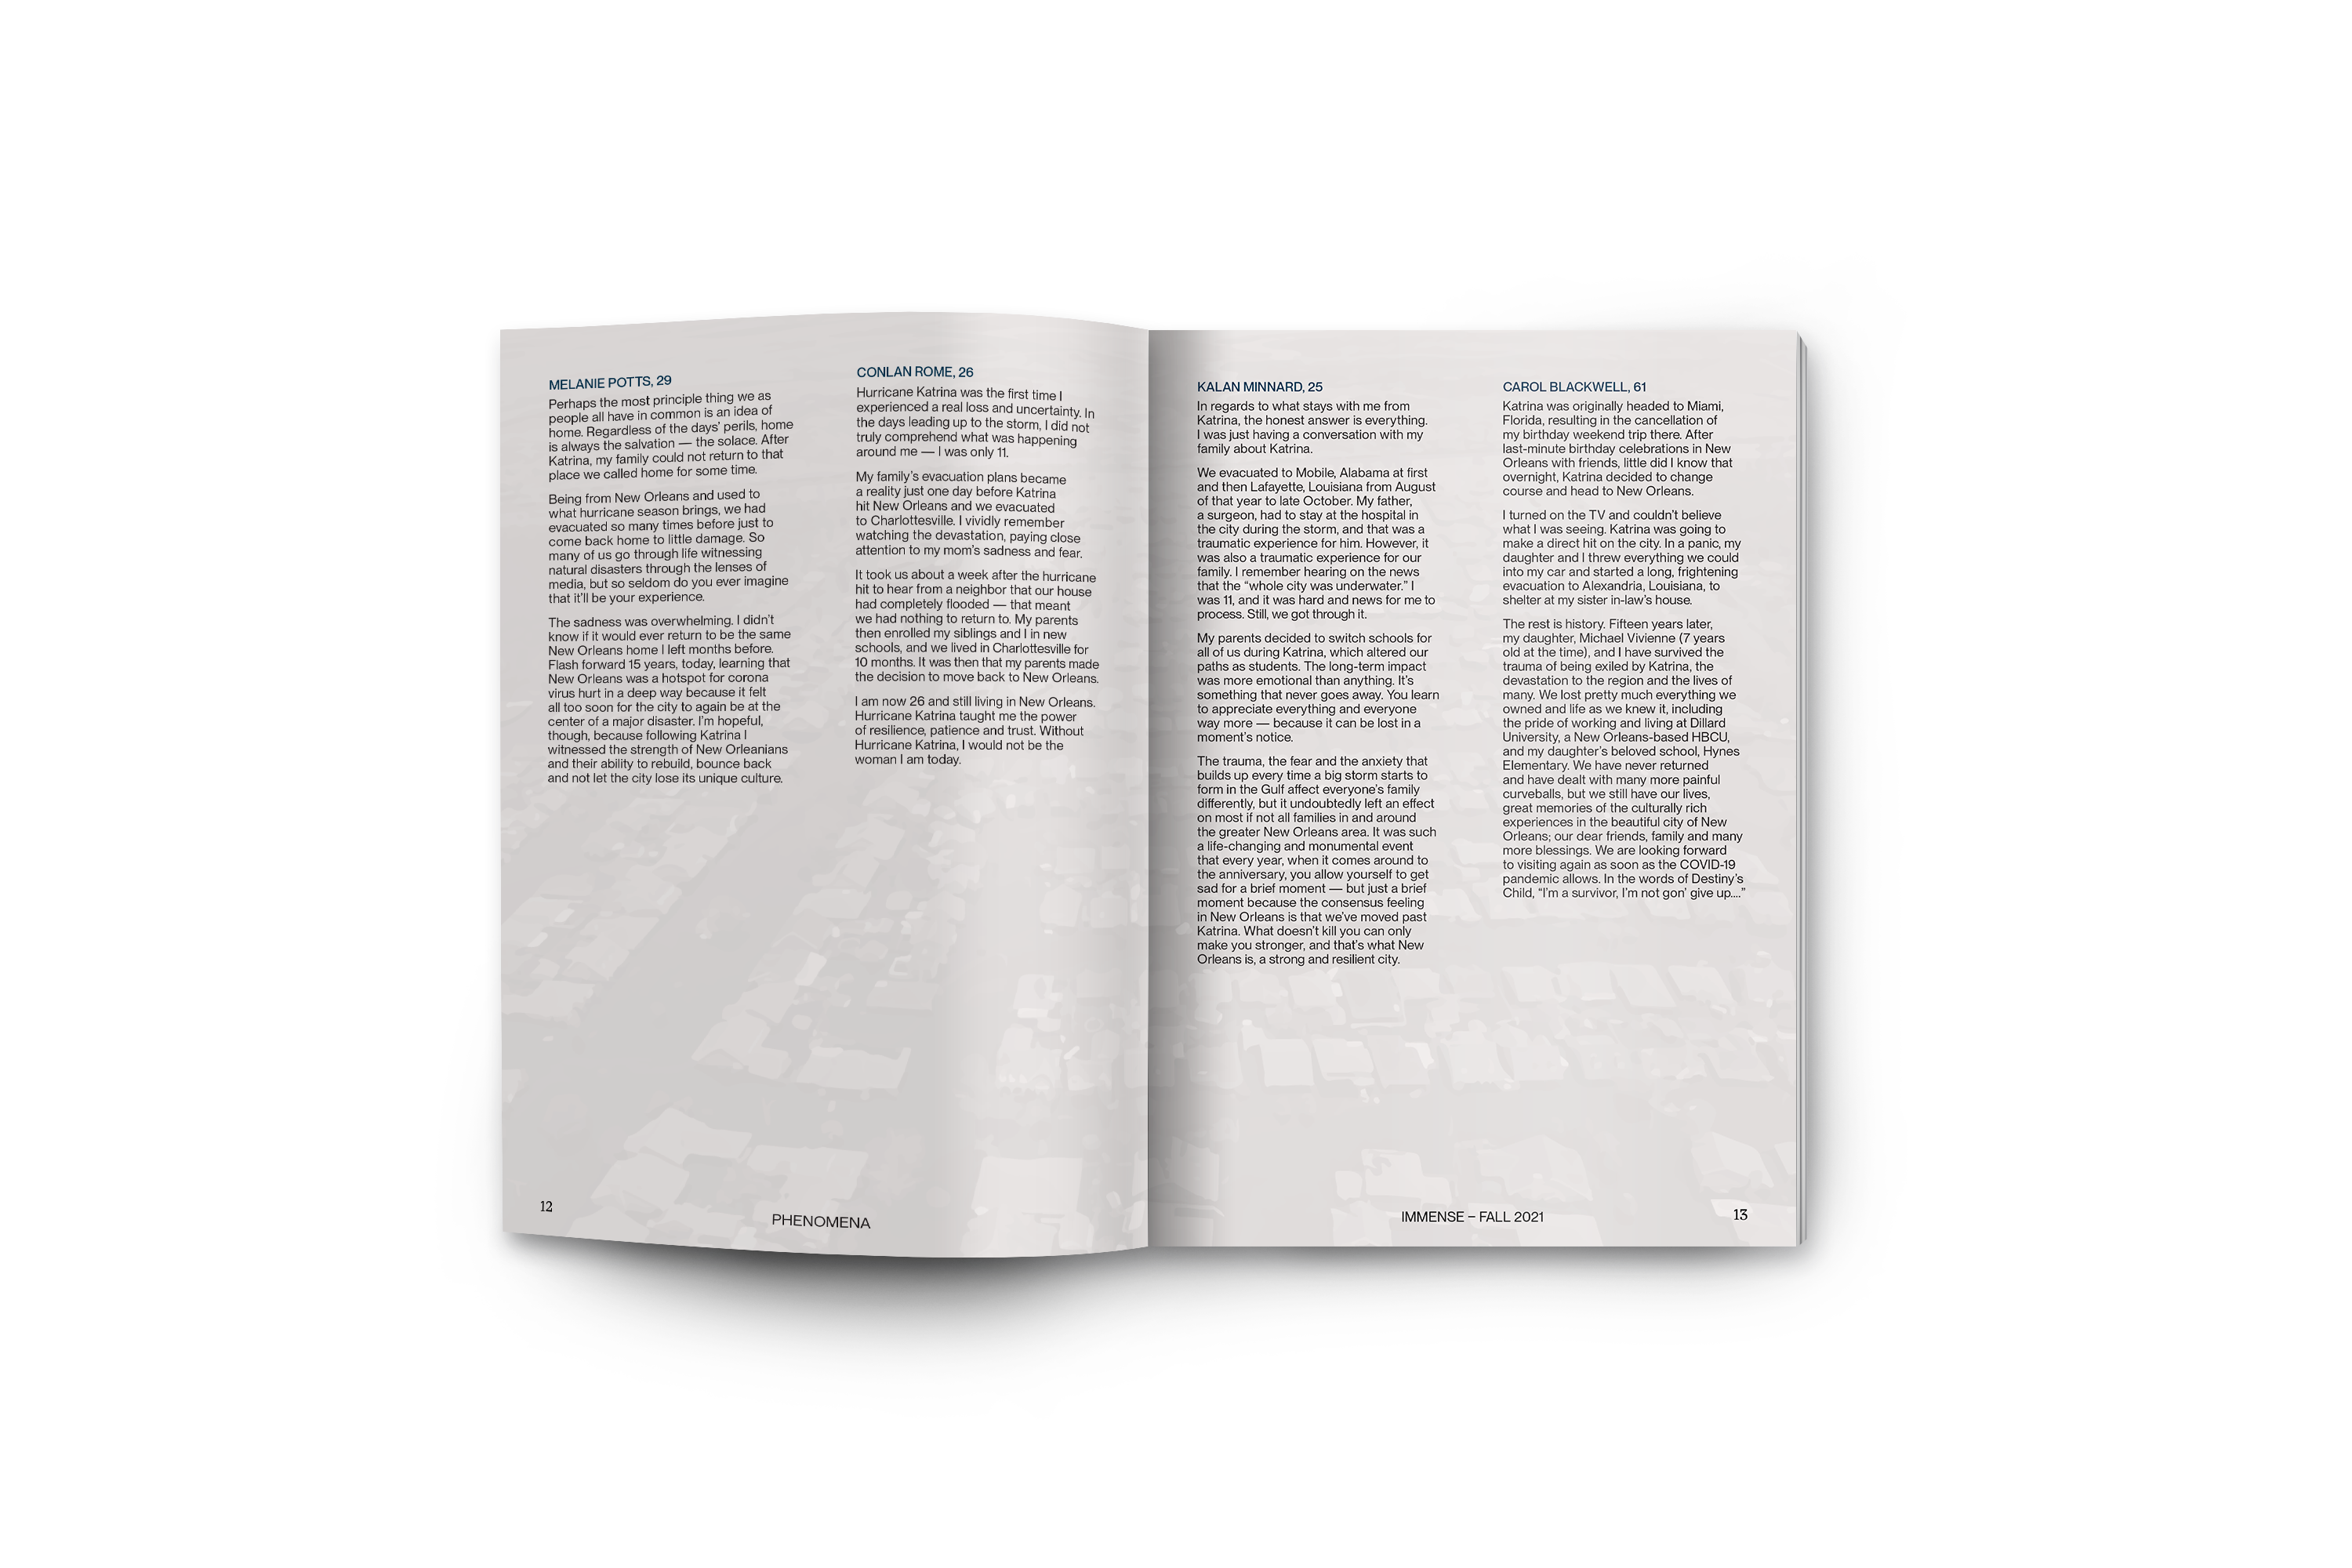 MELANIE POTTS, 29
Perhaps the most principle thing we as
people all have in common is an idea of
home. Regardless of the days' perils, home
is always the salvation — the solace. After
Katrina, my family could not return to that
place we called home for some time.
Being from New Orleans and used to
what hurricane season brings, we had
evacuated so many times before just to
come back home to little damage. So
many of us go through life witnessing
natural disasters through the lenses of
media, but so seldom do you ever imagine
that it'll be your experience.
The sadness was overwhelming. I didn't
know if it would ever return to be the same
New Orleans home I left months before.
Flash forward 15 years, today, learning that
New Orleans was a hotspot for corona
virus hurt in a deep way because it felt
all too soon for the city to again be at the
center of a major disaster. I'm hopeful,
though, because following Katrina I
witnessed the strength of New Orleanians
and their ability to rebuild, bounce back
and not let the city lose its unique culture.
CONLAN ROME, 26
Hurricane Katrina was the first time I
experienced a real loss and uncertainty. In
the days leading up to the storm, I did not
truly comprehend what was happening
around me — I was only 11.
My family's evacuation plans became
a reality just one day before Katrina
hit New Orleans and we evacuated
to Charlottesville. I vividly remember
watching the devastation, paying close
attention to my mom's sadness and fear.
It took us about a week after the hurricane
hit to hear from a neighbor that our house
had completely flooded — that meant
we had nothing to return to. My parents
then enrolled my siblings and I in new
schools, and we lived in Charlottesville for
10 months. It was then that my parents made
the decision to move back to New Orleans.
I am now 26 and still living in New Orleans.
Hurricane Katrina taught me the power
of resilience, patience and trust. Without
Hurricane Katrina, I would not be the
woman I am today.
12
PHENOMENA
KALAN MINNARD, 25
In regards to what stays with me from
Katrina, the honest answer is everything.
I was just having a conversation with my
family about Katrina.
We evacuated to Mobile, Alabama at first
and then Lafayette, Louisiana from August
of that year to late October. My father,
a surgeon, had to stay at the hospital in
the city during the storm, and that was a
traumatic experience for him. However, it
was also a traumatic experience for our
family. I remember hearing on the news
that the “whole city was underwater.” I
was 11, and it was hard and news for me to
process. Still, we got through it.
My parents decided to switch schools for
all of us during Katrina, which altered our
paths as students. The long-term impact
was more emotional than anything. It's
something that never goes away. You learn
to appreciate everything and everyone
way more — because it can be lost in a
moment's notice.
The trauma, the fear and the anxiety that
builds up every time a big storm starts to
form in the Gulf affect everyone's family
differently, but it undoubtedly left an effect
on most if not all families in and around
the greater New Orleans area. It was such
a life-changing and monumental event
that every year, when it comes around to
the anniversary, you allow yourself to get
sad for a brief moment — but just a brief
moment because the consensus feeling
in New Orleans is that we've moved past
Katrina. What doesn't kill you can only
make you stronger, and that's what New
Orleans is, a strong and resilient city.
CAROL BLACKWELL, 61
Katrina was originally headed to Miami,
Florida, resulting in the cancellation of
my birthday weekend trip there. After
last-minute birthday celebrations in New
Orleans with friends, little did I know that
overnight, Katrina decided to change
course and head to New Orleans.
I turned on the TV and couldn't believe
what I was seeing. Katrina was going to
make a direct hit on the city. In a panic, my
daughter and I threw everything we could
into my car and started a long, frightening
evacuation to Alexandria, Louisiana, to
shelter at my sister in-law's house.
The rest is history. Fifteen years later,
my daughter, Michael Vivienne (7 years
old at the time), and I have survived the
trauma of being exiled by Katrina, the
devastation to the region and the lives of
many. We lost pretty much everything we
owned and life as we knew it, including
the pride of working and living at Dillard
University, a New Orleans-based HBCU,
and my daughter's beloved school, Hynes
Elementary. We have never returned
and have dealt with many more painful
curveballs, but we still have our lives,
great memories of the culturally rich
experiences in the beautiful city of New
Orleans; our dear friends, family and many
more blessings. We are looking forward
to visiting again as soon as the COVID-19
pandemic allows. In the words of Destiny's
Child, “I'm a survivor, I'm not gon' give up....”
IMMENSE – FALL 2021
13